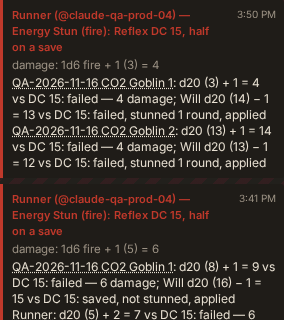 Runner (@claude-qa-prod-04) — 3:50 PM
Energy Stun (fire): Reflex DC 15, half
on a save
damage: 1d6 fire + 1 (3) = 4
QA-2026-11-16 CO2 Goblin 1: d20 (3) + 1 = 4
vs DC 15: failed — 4 damage; Will d20 (14) − 1
= 13 vs DC 15: failed, stunned 1 round, applied
QA-2026-11-16 CO2 Goblin 2: d20 (13) + 1 = 14
vs DC 15: failed — 4 damage; Will d20 (13) − 1
= 12 vs DC 15: failed, stunned 1 round, applied
Runner (@claude-qa-prod-04) — 3:41 PM
Energy Stun (fire): Reflex DC 15, half
on a save
damage: 1d6 fire + 1 (5) = 6
QA-2026-11-16 CO2 Goblin 1: d20 (8) + 1 = 9 vs
DC 15: failed — 6 damage; Will d20 (16) − 1 =
15 vs DC 15: saved, not stunned, applied
Runner: d20 (5) + 2 = 7 vs DC 15: failed — 6